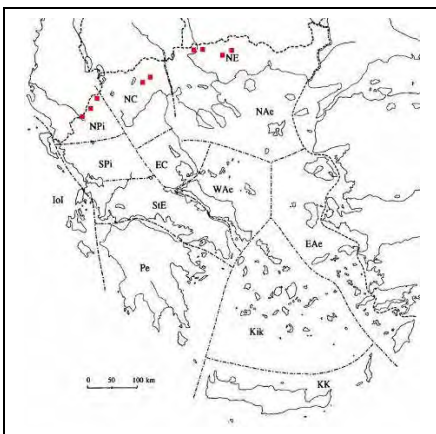 NE
NC
NAe
NPi
SPi
EC
WAe
IoI
StE
EAe
Pe
Kik
KK
0 50 100 km